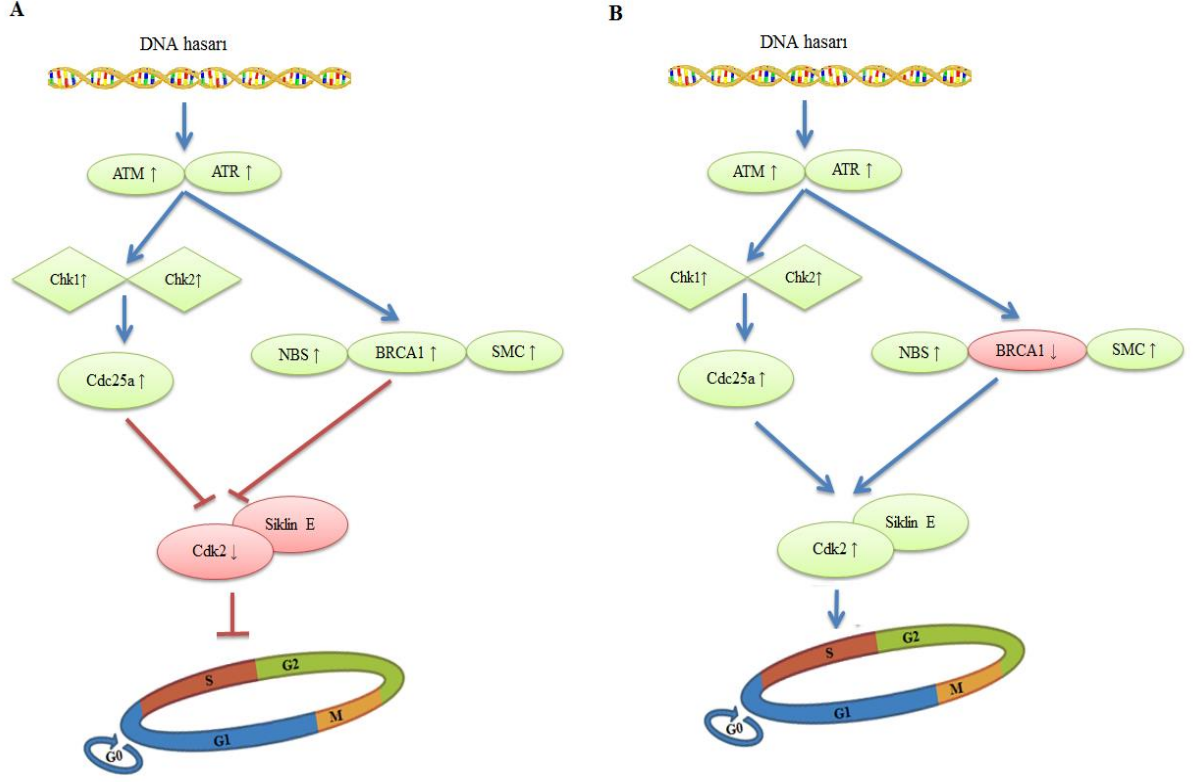 A
DNA hasarı
ATM ↑
ATR ↑
Chk1↑
Chk2↑
NBS ↑
BRCA1 ↑
SMC ↑
Cdc25a ↑
Siklin E
Cdk2 ↓
G2
S
M
G1
G0
B
DNA hasarı
ATM ↑
ATR ↑
Chk1↑
Chk2↑
NBS ↑
BRCA1 ↓
SMC ↑
Cdc25a ↑
Siklin E
Cdk2 ↑
G2
S
M
G1
G0